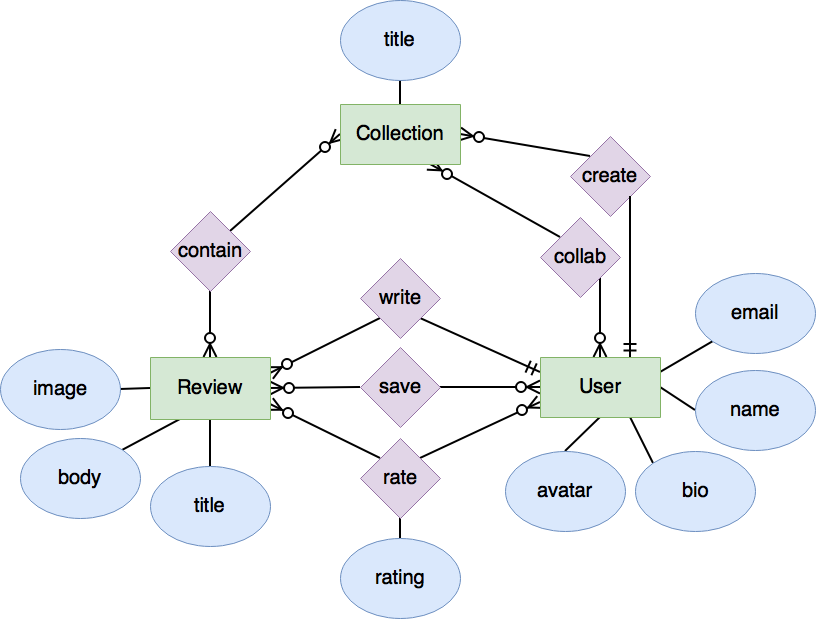 title
Collection
create
contain
collab
write
email
Review
save
User
image
name
body
rate
title
avatar
bio
rating